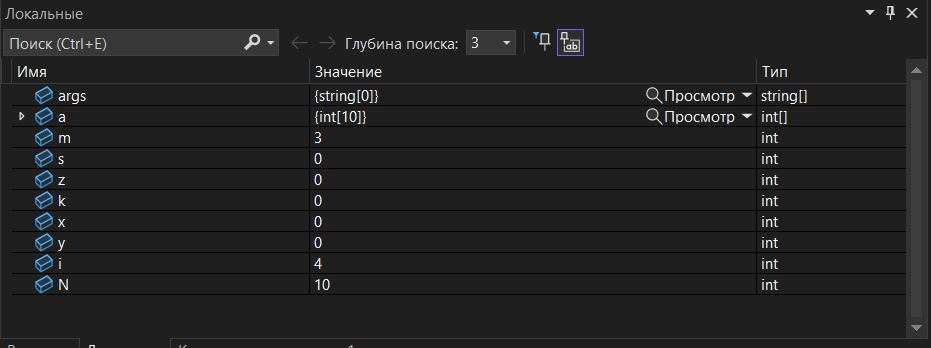 Локальные
Поиск (Ctrl+E) Глубина поиска: 3
Имя Значение Тип
args {string[0]} Просмотр string[]
a {int[10]} Просмотр int[]
m 3 int
s 0 int
z 0 int
k 0 int
x 0 int
y 0 int
i 4 int
N 10 int